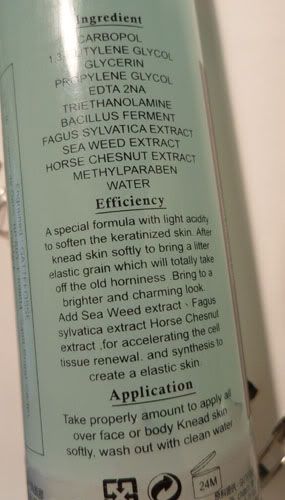 Ingredient
CARBOPOL
1.3 BUTYLENE GLYCOL
GLYCERIN
PROPYLENE GLYCOL
EDTA 2NA
TRIETHANOLAMINE
BACILLUS FERMENT
FAGUS SYLVATICA EXTRACT
SEA WEED EXTRACT
HORSE CHESNUT EXTRACT
METHYLPARABEN
WATER
Efficiency
A special formula with light acidity
to soften the keratinized skin. After
knead skin softly to bring a litter
elastic grain which will totally take
off the old horniness .Bring to a
brighter and charming look.
Add Sea Weed extract、Fagus
sylvatica extract Horse Chesnut
extract ,for accelerating the cell
tissue renewal. and synthesis to
create a elastic skin.
Application
Take properly amount to apply all
over face or body Knead skin
softly, wash out with clean water
24M